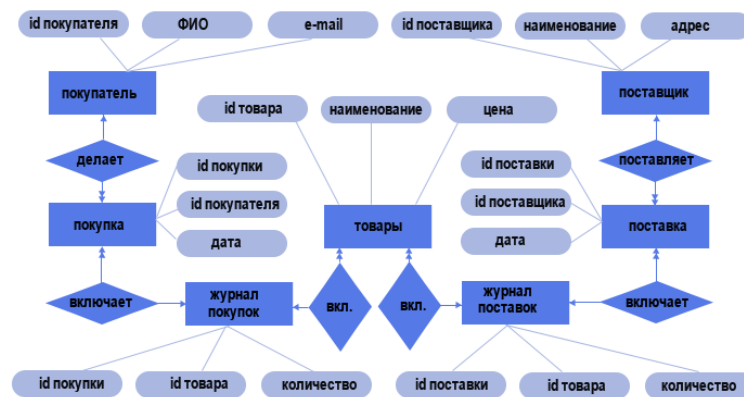 id покупателя
ФИО
e-mail
id поставщика
наименование
адрес
покупатель
поставщик
id товара
наименование
цена
делает
поставляет
id покупки
id поставки
id покупателя
id поставщика
покупка
товары
поставка
дата
дата
включает
журнал
покупок
вкл.
вкл.
журнал
поставок
включает
id покупки
id товара
количество
id поставки
id товара
количество